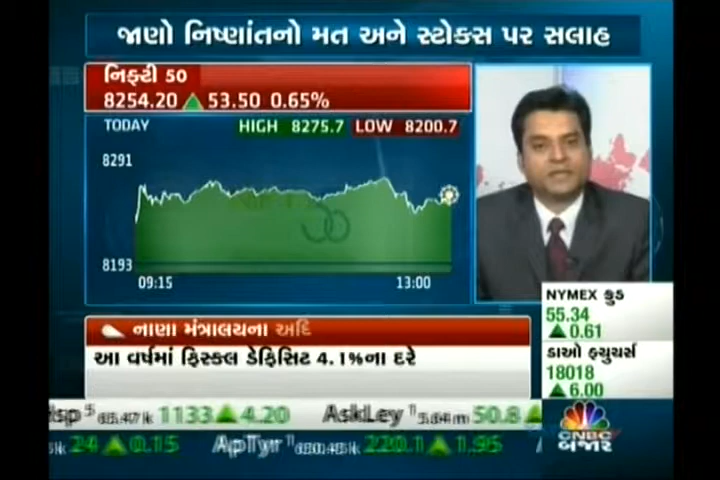 જાણો નિષ્ણાંતનો મત અને સ્ટોક્સ પર સલાહ
નિફ્ટી 50
8254.20 ▲ 53.50 0.65%
TODAY HIGH 8275.7 LOW 8200.7
8291
8193
09:15 13:00
NYMEX ક્રુડ
55.34
▲0.61
ડાઓ ફ્યુચર્સ
18018
▲6.00
નાણા મંત્રાલયના અદિ
આ વર્ષમાં ફિસ્કલ ડેફિસિટ 4.1%ના દરે
1133 ▲ 4.20 AskLey 50.8 ▲
24 ▲ 0.15 ApTyr 220.1 ▲ 1.95
CNBC
બજાર